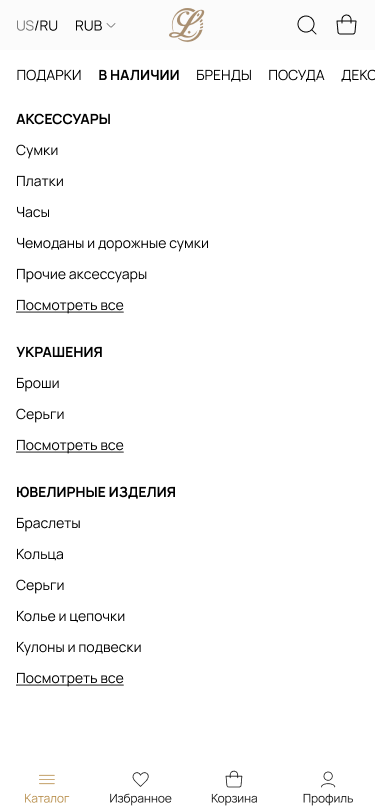 US/RU RUB
ПОДАРКИ В НАЛИЧИИ БРЕНДЫ ПОСУДА ДЕКО
АКСЕССУАРЫ
Сумки
Платки
Часы
Чемоданы и дорожные сумки
Прочие аксессуары
Посмотреть все
УКРАШЕНИЯ
Броши
Серьги
Посмотреть все
ЮВЕЛИРНЫЕ ИЗДЕЛИЯ
Браслеты
Кольца
Серьги
Колье и цепочки
Кулоны и подвески
Посмотреть все
Каталог Избранное Корзина Профиль